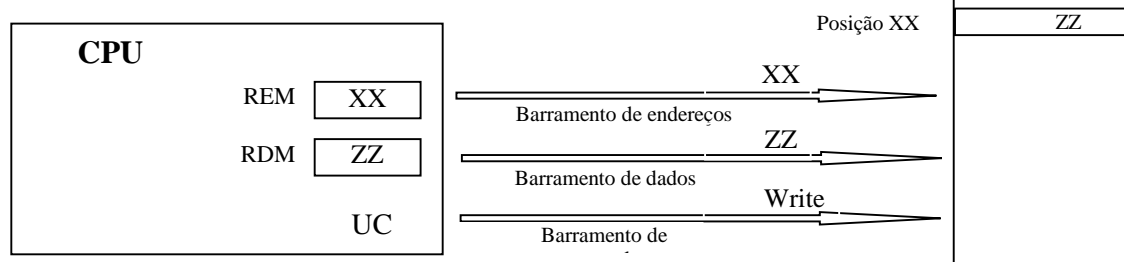 Posição XX ZZ
CPU
XX
REM XX
Barramento de endereços
ZZ
RDM ZZ
Barramento de dados
Write
UC
Barramento de